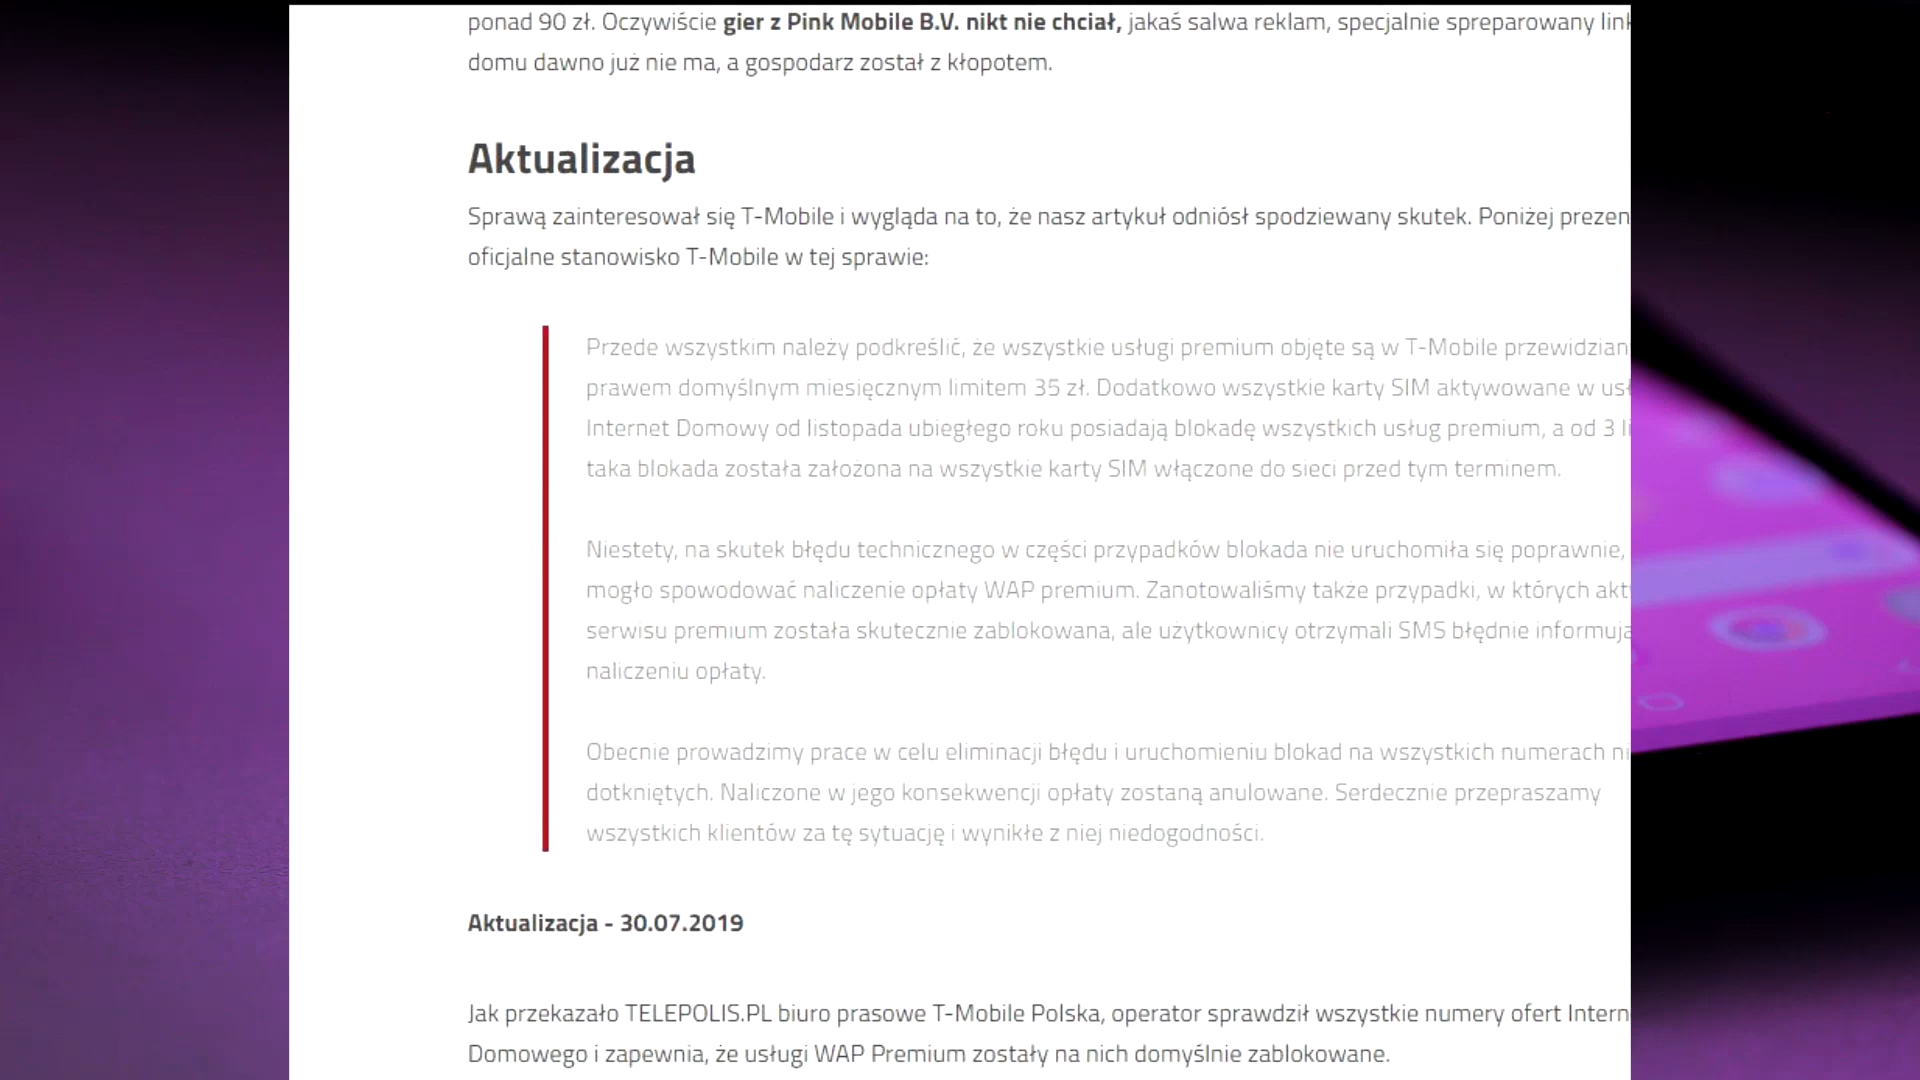 ponad 90 zł. Oczywiście gier z Pink Mobile B.V. nikt nie chciał, jakaś salwa reklam, specjalnie spreparowany
domu dawno już nie ma, a gospodarz został z kłopotem.
Aktualizacja
Sprawą zainteresował się T-Mobile i wygląda na to, że nasz artykuł odniósł spodziewany skutek. Poniżej
oficjalne stanowisko T-Mobile w tej sprawie:
Przede wszystkim należy podkreślić, że wszystkie usługi premium objęte są w T-Mobile
prawem domyślnym miesięcznym limitem 35 zł. Dodatkowo wszystkie karty SIM aktywowane w
Internet Domowy od listopada ubiegłego roku posiadają blokadę wszystkich usług premium, a od 3
taka blokada została założona na wszystkie karty SIM włączone do sieci przed tym terminem.
Niestety, na skutek błędu technicznego w części przypadków blokada nie uruchomiła się poprawnie,
mogło spowodować naliczenie opłaty WAP premium. Zanotowaliśmy także przypadki, w których
serwisu premium została skutecznie zablokowana, ale użytkownicy otrzymali SMS błędnie
naliczeniu opłaty.
Obecnie prowadzimy prace w celu eliminacji błędu i uruchomieniu blokad na wszystkich numerach
dotkniętych. Naliczone w jego konsekwencji opłaty zostaną anulowane. Serdecznie przepraszamy
wszystkich klientów za tę sytuację i wynikłe z niej niedogodności.
Aktualizacja - 30.07.2019
Jak przekazało TELEPOLIS.PL biuro prasowe T-Mobile Polska, operator sprawdził wszystkie numery ofert
Domowego i zapewnia, że usługi WAP Premium zostały na nich domyślnie zablokowane.